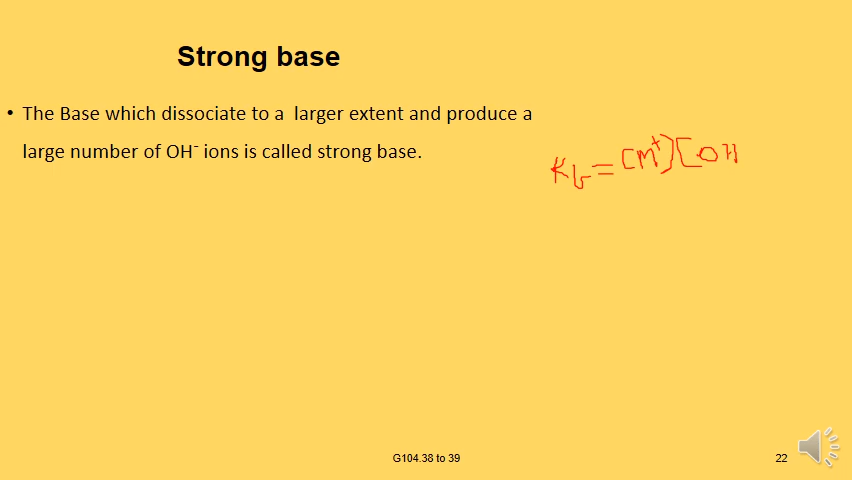 Strong base
• The Base which dissociate to a larger extent and produce a
large number of OH⁻ ions is called strong base.
Kb = [M⁺] [OH
G104.38 to 39
22